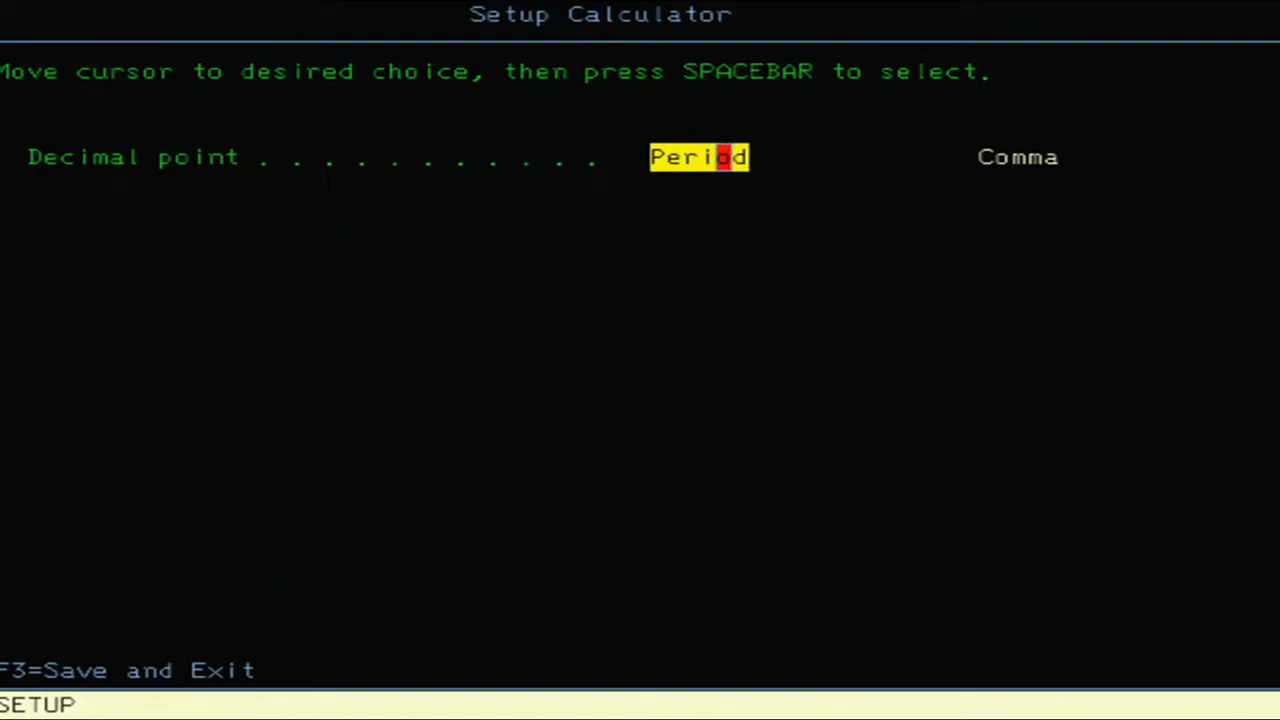 Setup Calculator
Move cursor to desired choice, then press SPACEBAR to select.
Decimal point . . . . . . . . . . . Period Comma
F3=Save and Exit
SETUP